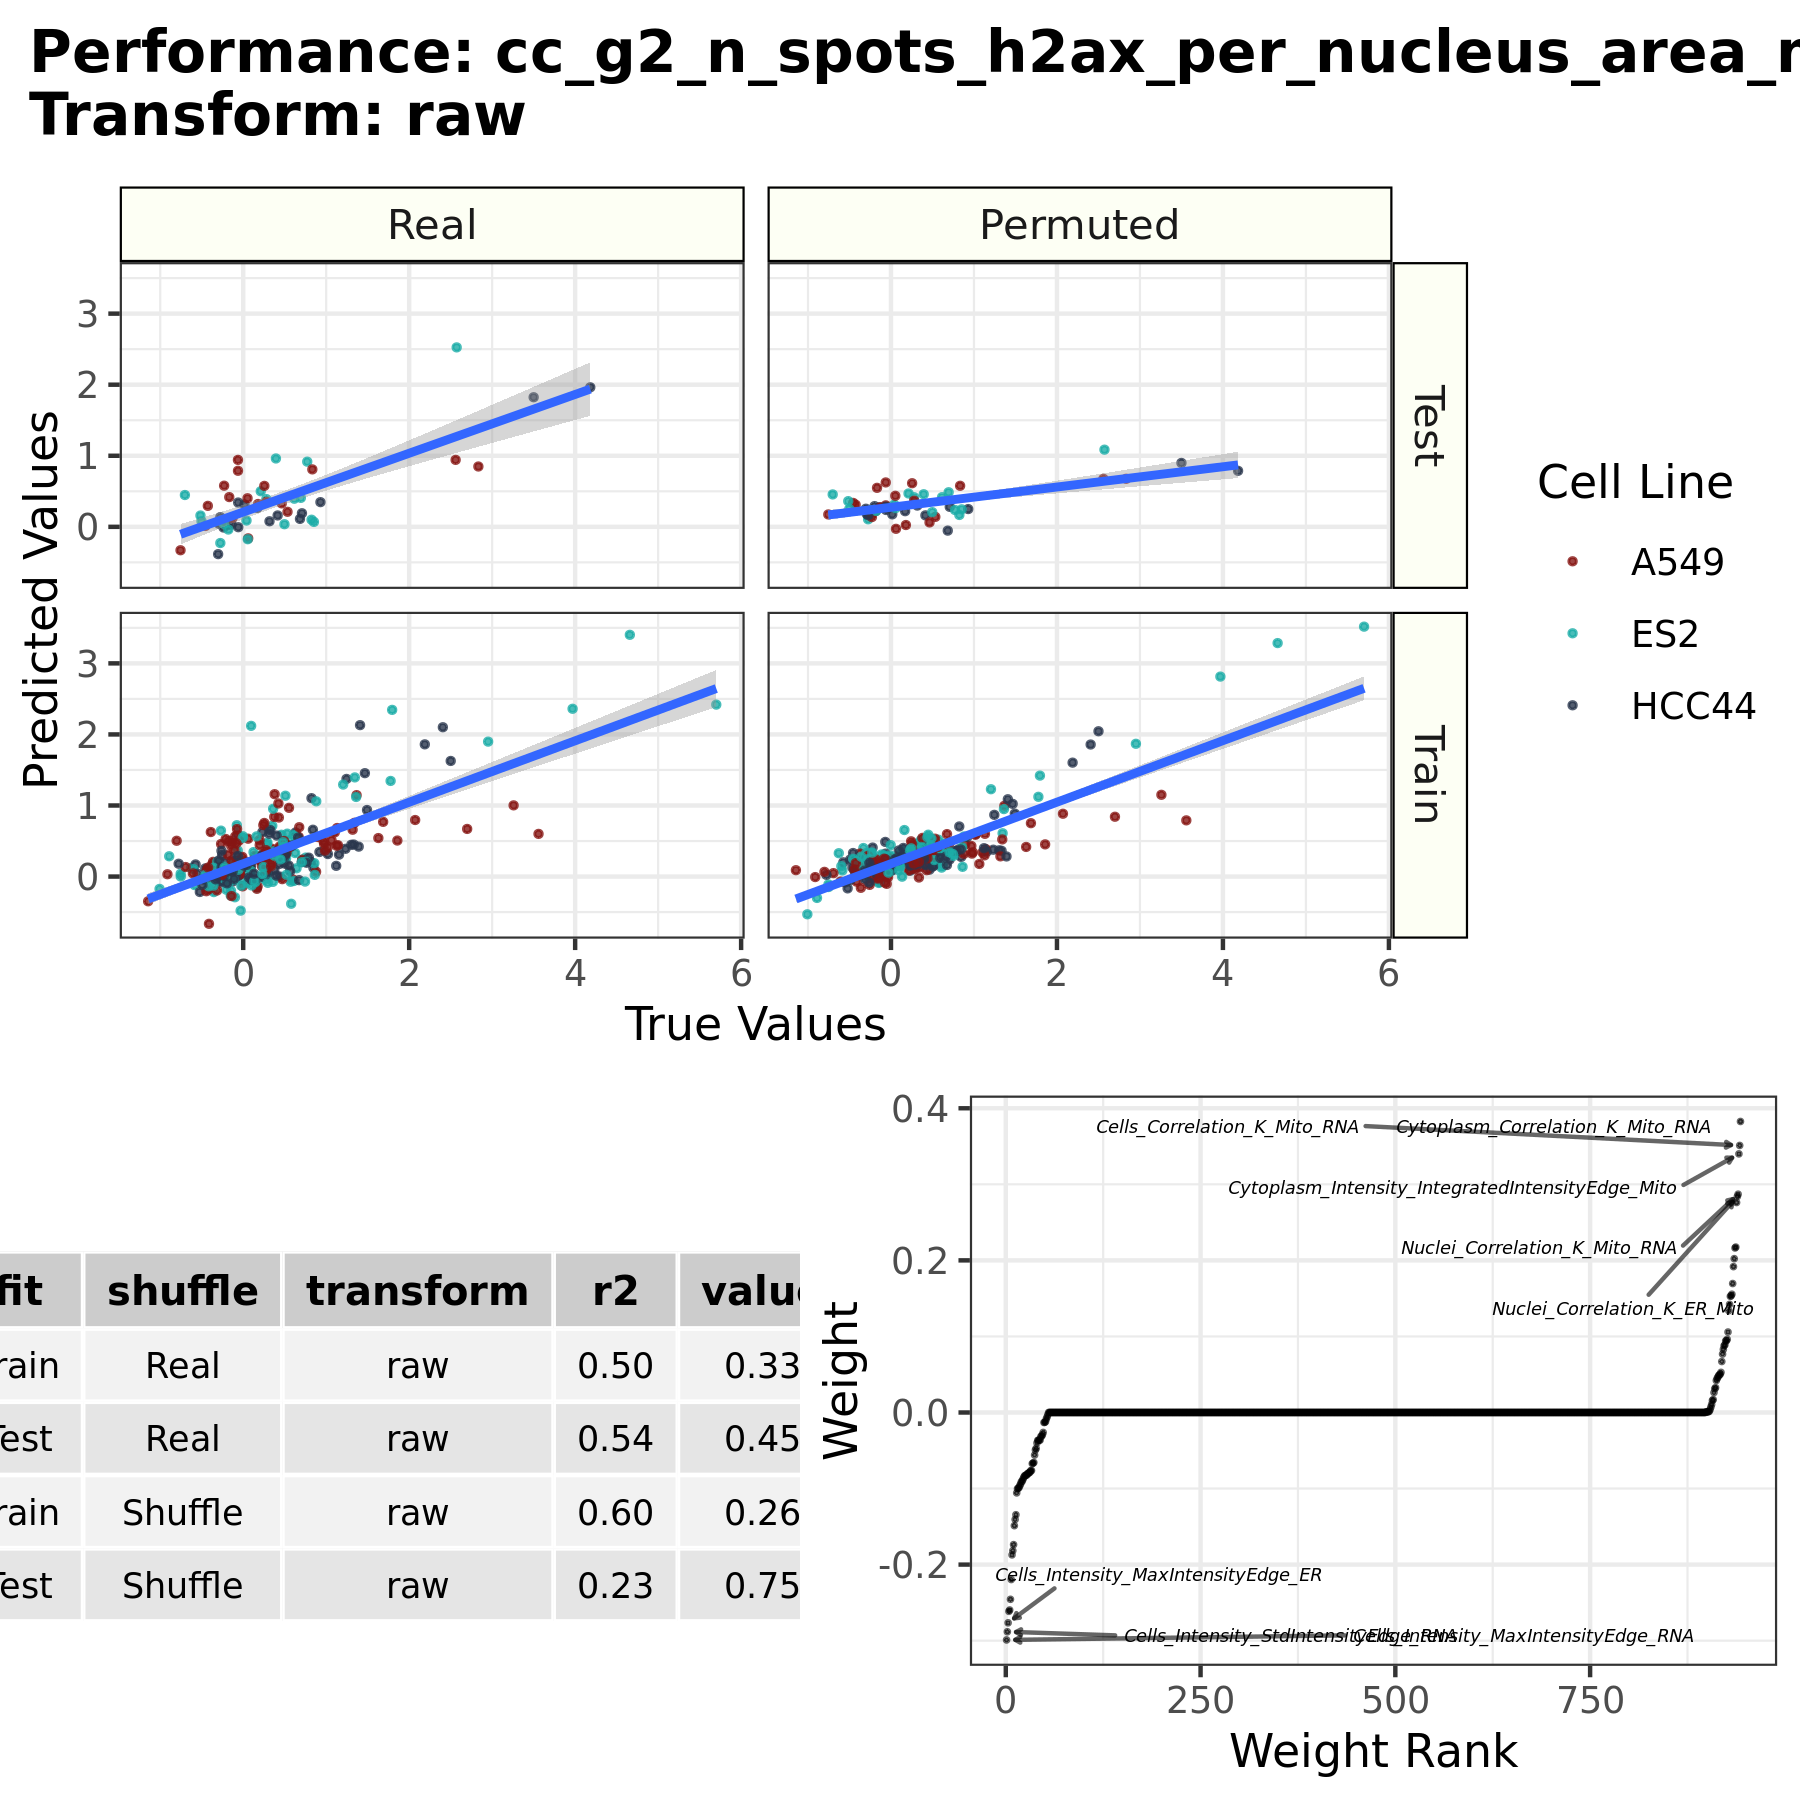 Performance: cc_g2_n_spots_h2ax_per_nucleus_area_
Transform: raw
Real
Permuted
3
2
1
0
Test
3
2
1
0
Train
Predicted Values
0 2 4 6
0 2 4 6
True Values
Cell Line
A549
ES2
HCC44
fit shuffle transform r2 valu
rain Real raw 0.50 0.33
Test Real raw 0.54 0.45
rain Shuffle raw 0.60 0.26
Test Shuffle raw 0.23 0.75
0.4
0.2
0.0
-0.2
Weight
Cells_Correlation_K_Mito_RNA
Cytoplasm_Correlation_K_Mito_RNA
Cytoplasm_Intensity_IntegratedIntensityEdge_Mito
Nuclei_Correlation_K_Mito_RNA
Nuclei_Correlation_K_ER_Mito
Cells_Intensity_MaxIntensityEdge_ER
Cells_Intensity_StdIntensityEdge_RNA
Cells_Intensity_MaxIntensityEdge_RNA
0 250 500 750
Weight Rank